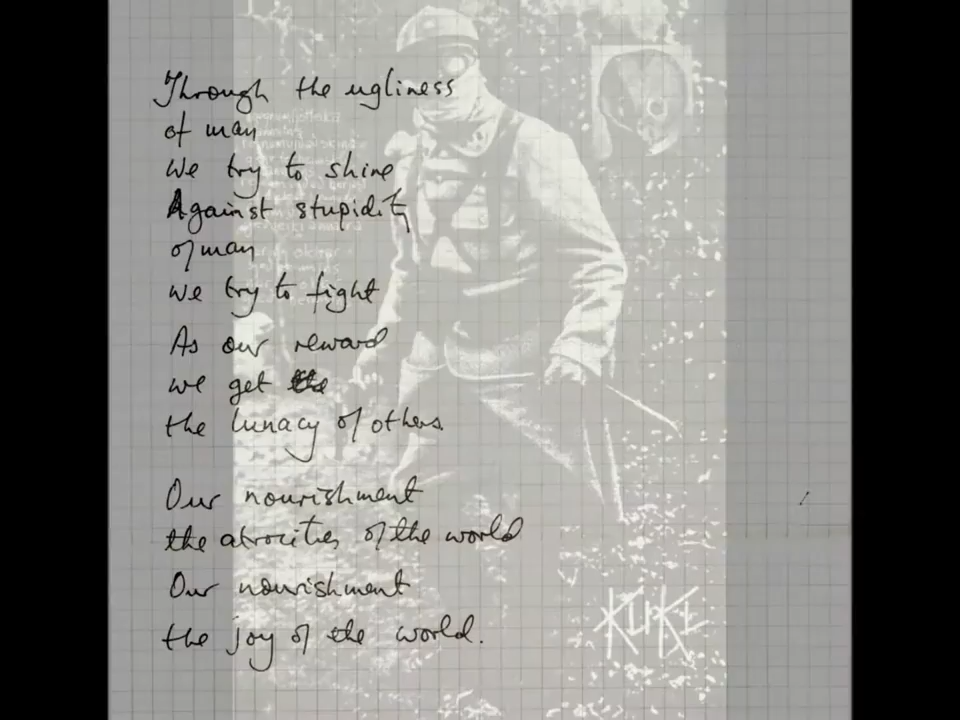 Through the ugliness
of man
We try to shine
Against stupidity
of man
We try to fight
As our reward
we get the
the lunacy of others.
Our nourishment
the atrocities of the world
Our nourishment
the joy of the world.
KUKL